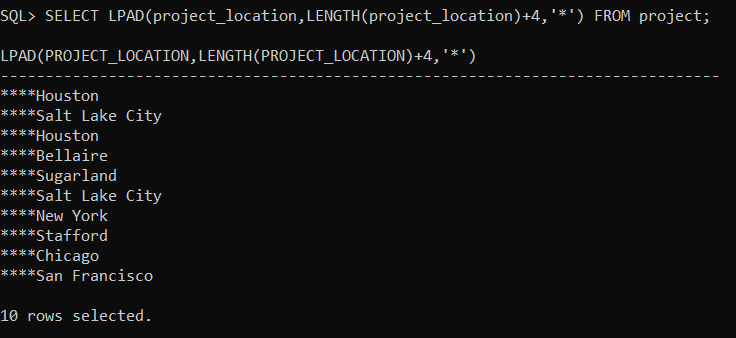 SQL> SELECT LPAD(project_location,LENGTH(project_location)+4,'*') FROM project;
LPAD(PROJECT_LOCATION,LENGTH(PROJECT_LOCATION)+4,'*')
--------------------------------------------------------------------------------
****Houston
****Salt Lake City
****Houston
****Bellaire
****Sugarland
****Salt Lake City
****New York
****Stafford
****Chicago
****San Francisco
10 rows selected.